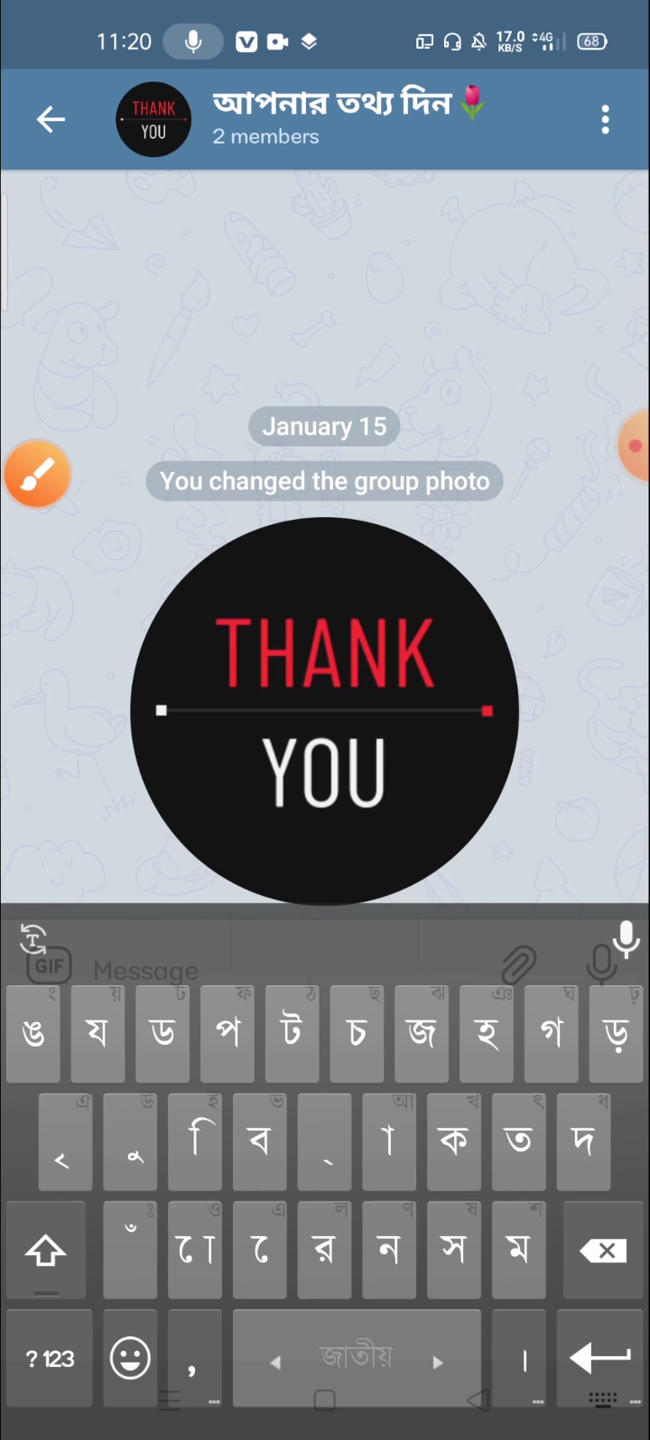 11:20
17.0 KB/S
4G
68
THANK YOU
আপনার তথ্য দিন🌷
2 members
January 15
You changed the group photo
THANK
YOU
GIF
Message
ং য় ঢ ফ ঠ ছ ঝ ঞ ঘ ঢ়
ঙ য ড প ট চ জ হ গ ড়
ঐ উ ই ভ আ খ ৎ ধ
ৃ ু ি ব ্ া ক ত দ
ঃ ও এ ল ণ ষ শ
ঁ ো ে র ন স ম
?123
,
জাতীয়
।